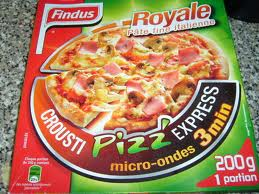 Findus
Royale
Pâte fine italienne
CROUSTI
Pizz'
EXPRESS
micro-ondes 3min
200g
1 portion